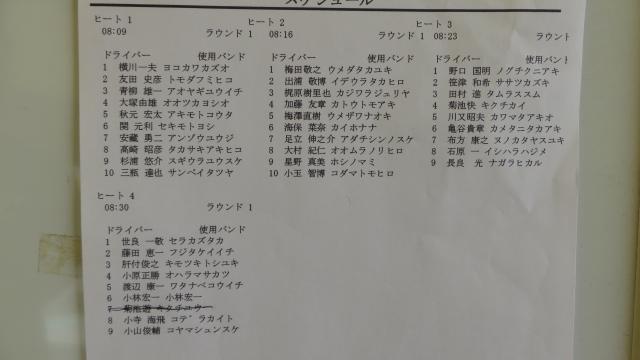 スケジュール
ヒート 1
08:09 ラウンド 1
ドライバー 使用バンド
1 横川一夫 ヨコカワカズオ
2 友田 史彦 トモダフミヒコ
3 青柳 雄一 アオヤギユウイチ
4 大塚由雄 オオツカヨシオ
5 秋元 宏太 アキモトコウタ
6 関 元利 セキモトヨシ
7 安蔵 勇二 アンゾウユウジ
8 高崎 昭彦 タカサキアキヒコ
9 杉浦 悠介 スギウラユウスケ
10 三瓶 達也 サンペイタツヤ
ヒート 2
08:16 ラウンド 1
ドライバー 使用バンド
1 梅田敬之 ウメダタカユキ
2 出浦 敬博 イデウラタカヒロ
3 梶原樹里也 カジワラジュリヤ
4 加藤 友章 カトウトモアキ
5 梅澤直樹 ウメザワナオキ
6 海保 菜奈 カイホナナ
7 足立 伸之介 アダチシンノスケ
8 大村 紀仁 オオムラノリヒロ
9 星野 真美 ホシノマミ
10 小玉 智博 コダマトモヒロ
ヒート 3
08:23 ラウント
ドライバー 使用バンド
1 野口 国明 ノグチクニアキ
2 笹津 和希 ササツカズキ
3 田村 進 タムラススム
4 菊池快 キクチカイ
5 川又昭夫 カワマタアキオ
6 亀谷貴章 カメタニタカアキ
7 布方 康之 ヌノカタヤスユキ
8 石原 一 イシハラハジメ
9 長良 光 ナガラヒカル
ヒート 4
08:30 ラウンド 1
ドライバー 使用バンド
1 世良 一敬 セラカズタカ
2 藤田 恵一 フジタケイイチ
3 肝付俊之 キモツキトシユキ
4 小原正勝 オハラマサカツ
5 渡辺 康一 ワタナベコウイチ
6 小林宏一 小林宏一
7 菊池遊 キクチユウ
8 小寺 海飛 コデラカイト
9 小山俊輔 コヤマシュンスケ